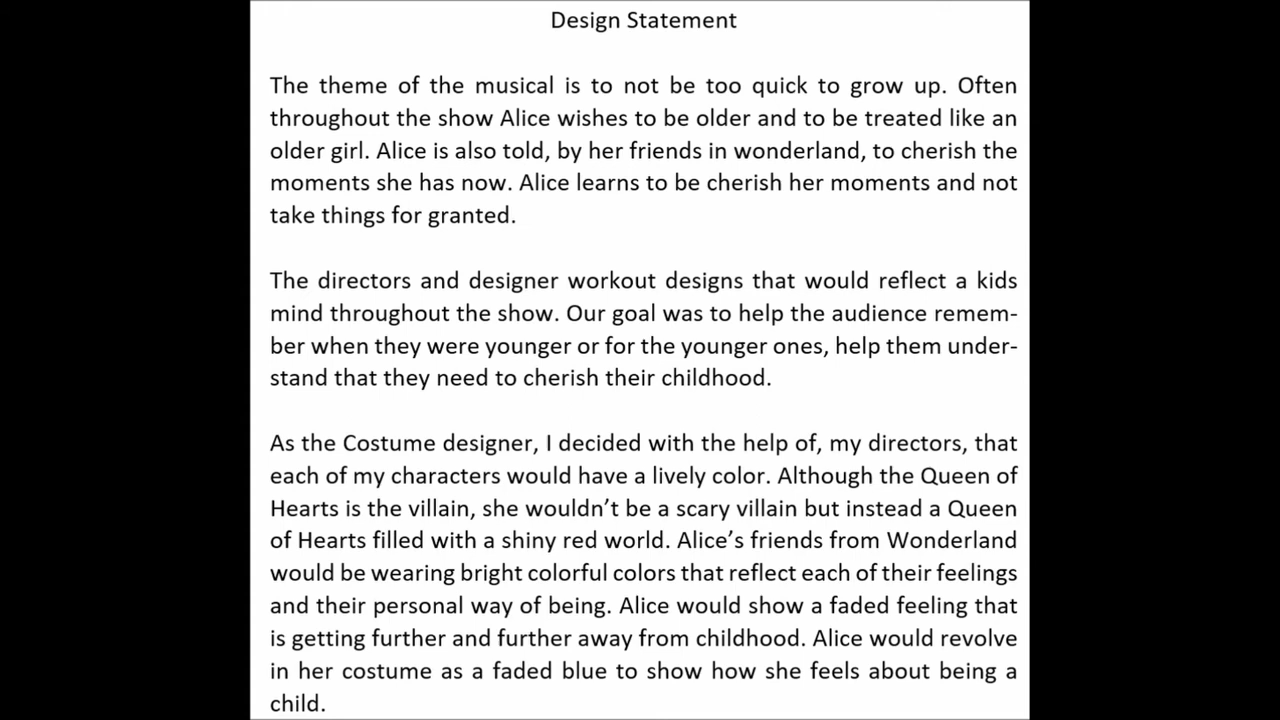 Design Statement
The theme of the musical is to not be too quick to grow up. Often
throughout the show Alice wishes to be older and to be treated like an
older girl. Alice is also told, by her friends in wonderland, to cherish the
moments she has now. Alice learns to be cherish her moments and not
take things for granted.
The directors and designer workout designs that would reflect a kids
mind throughout the show. Our goal was to help the audience remem-
ber when they were younger or for the younger ones, help them under-
stand that they need to cherish their childhood.
As the Costume designer, I decided with the help of, my directors, that
each of my characters would have a lively color. Although the Queen of
Hearts is the villain, she wouldn’t be a scary villain but instead a Queen
of Hearts filled with a shiny red world. Alice’s friends from Wonderland
would be wearing bright colorful colors that reflect each of their feelings
and their personal way of being. Alice would show a faded feeling that
is getting further and further away from childhood. Alice would revolve
in her costume as a faded blue to show how she feels about being a
child.